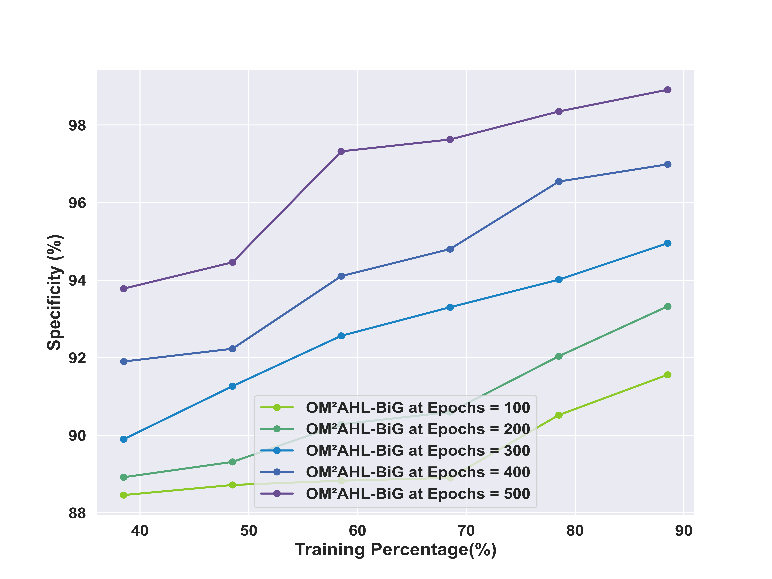 98
96
94
92
90
88
Specificity (%)
OM²AHL-BiG at Epochs = 100
OM²AHL-BiG at Epochs = 200
OM²AHL-BiG at Epochs = 300
OM²AHL-BiG at Epochs = 400
OM²AHL-BiG at Epochs = 500
40 50 60 70 80 90
Training Percentage(%)